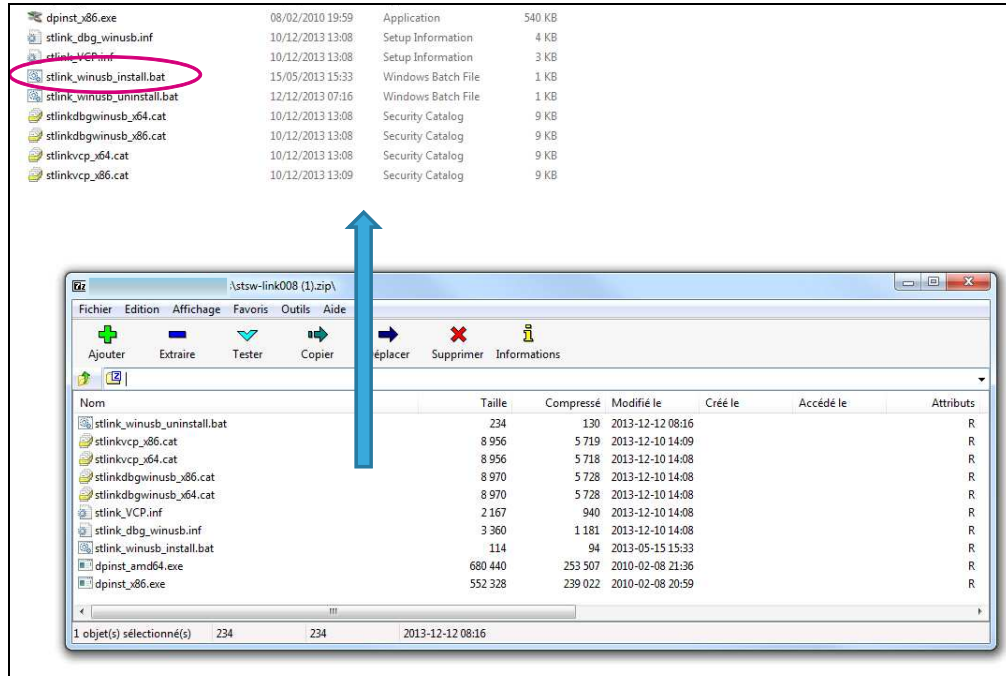 dpinst_x86.exe 08/02/2010 19:59 Application 540 KB
stlink_dbg_winusb.inf 10/12/2013 13:08 Setup Information 4 KB
stlink_VCP.inf 10/12/2013 13:08 Setup Information 3 KB
stlink_winusb_install.bat 15/05/2013 15:33 Windows Batch File 1 KB
stlink_winusb_uninstall.bat 12/12/2013 07:16 Windows Batch File 1 KB
stlinkdbgwinusb_x64.cat 10/12/2013 13:08 Security Catalog 9 KB
stlinkdbgwinusb_x86.cat 10/12/2013 13:08 Security Catalog 9 KB
stlinkvcp_x64.cat 10/12/2013 13:08 Security Catalog 9 KB
stlinkvcp_x86.cat 10/12/2013 13:09 Security Catalog 9 KB
7z :\stsw-link008 (1).zip\
Fichier Edition Affichage Favoris Outils Aide
Ajouter Extraire Tester Copier éplacer Supprimer Informations
Nom Taille Compressé Modifié le Créé le Accédé le Attributs
stlink_winusb_uninstall.bat 234 130 2013-12-12 08:16 R
stlinkvcp_x86.cat 8 956 5 719 2013-12-10 14:09 R
stlinkvcp_x64.cat 8 956 5 718 2013-12-10 14:08 R
stlinkdbgwinusb_x86.cat 8 970 5 728 2013-12-10 14:08 R
stlinkdbgwinusb_x64.cat 8 970 5 728 2013-12-10 14:08 R
stlink_VCP.inf 2 167 940 2013-12-10 14:08 R
stlink_dbg_winusb.inf 3 360 1 181 2013-12-10 14:08 R
stlink_winusb_install.bat 114 94 2013-05-15 15:33 R
dpinst_amd64.exe 680 440 253 507 2010-02-08 21:36 R
dpinst_x86.exe 552 328 239 022 2010-02-08 20:59 R
1 objet(s) sélectionné(s) 234 234 2013-12-12 08:16